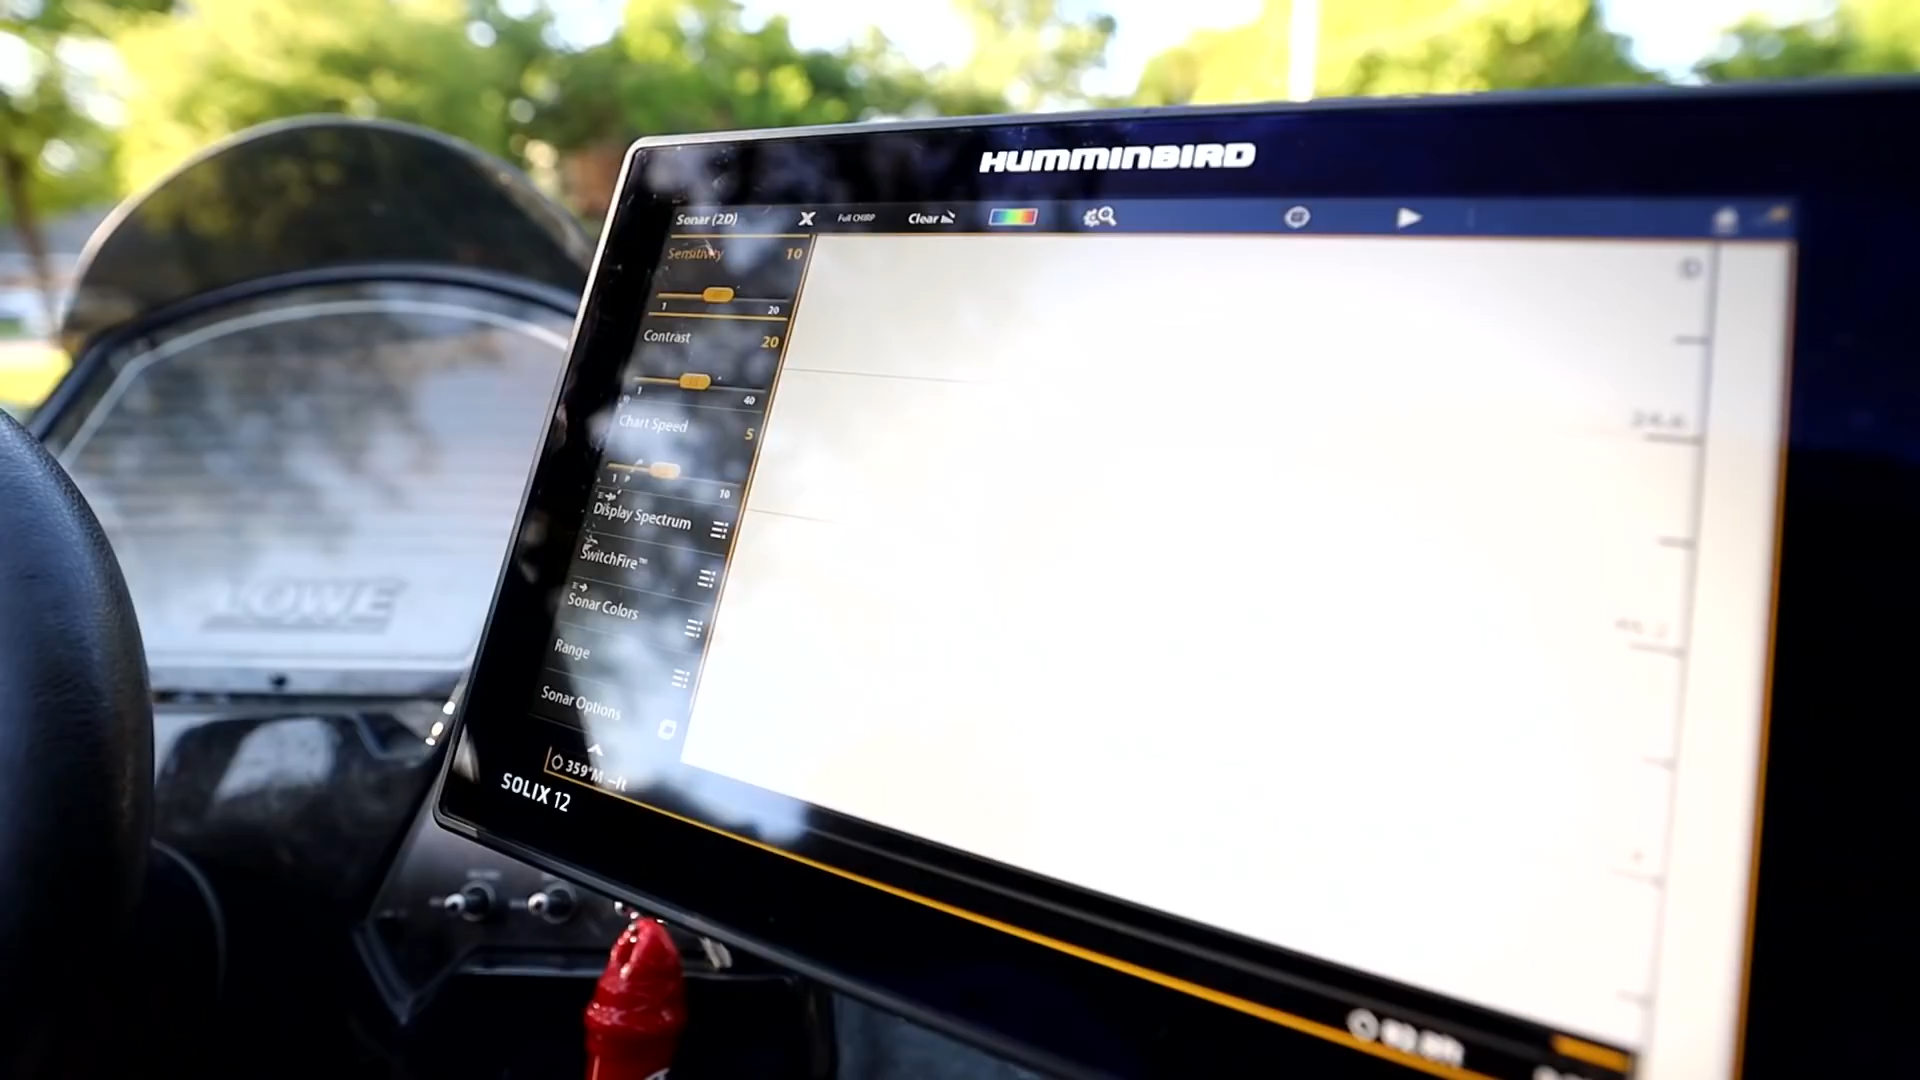 HUMMINBIRD
Sonar (2D) Full CHIRP Clear
Sensitivity 10
1 20
Contrast 20
1 40
Chart Speed 5
1 10
Display Spectrum
SwitchFire™
Sonar Colors
Range
Sonar Options
359°M --ft
SOLIX 12
LOWE